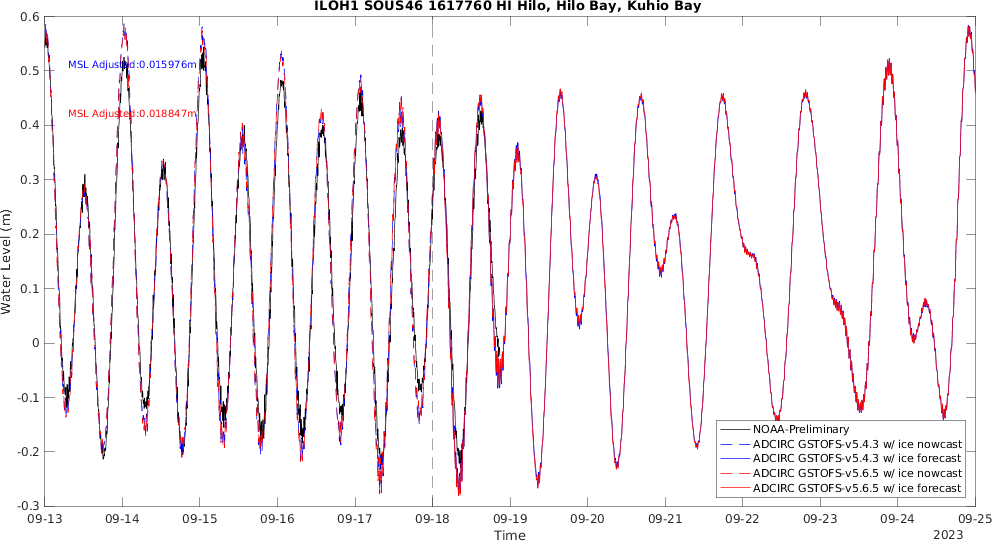 ILOH1 SOUS46 1617760 HI Hilo, Hilo Bay, Kuhio Bay
0.6
0.5
0.4
0.3
0.2
0.1
0
-0.1
-0.2
-0.3
Water Level (m)
MSL Adjusted:0.015976m
MSL Adjusted:0.018847m
NOAA-Preliminary
ADCIRC GSTOFS-v5.4.3 w/ ice nowcast
ADCIRC GSTOFS-v5.4.3 w/ ice forecast
ADCIRC GSTOFS-v5.6.5 w/ ice nowcast
ADCIRC GSTOFS-v5.6.5 w/ ice forecast
09-13 09-14 09-15 09-16 09-17 09-18 09-19 09-20 09-21 09-22 09-23 09-24 09-25
Time
2023